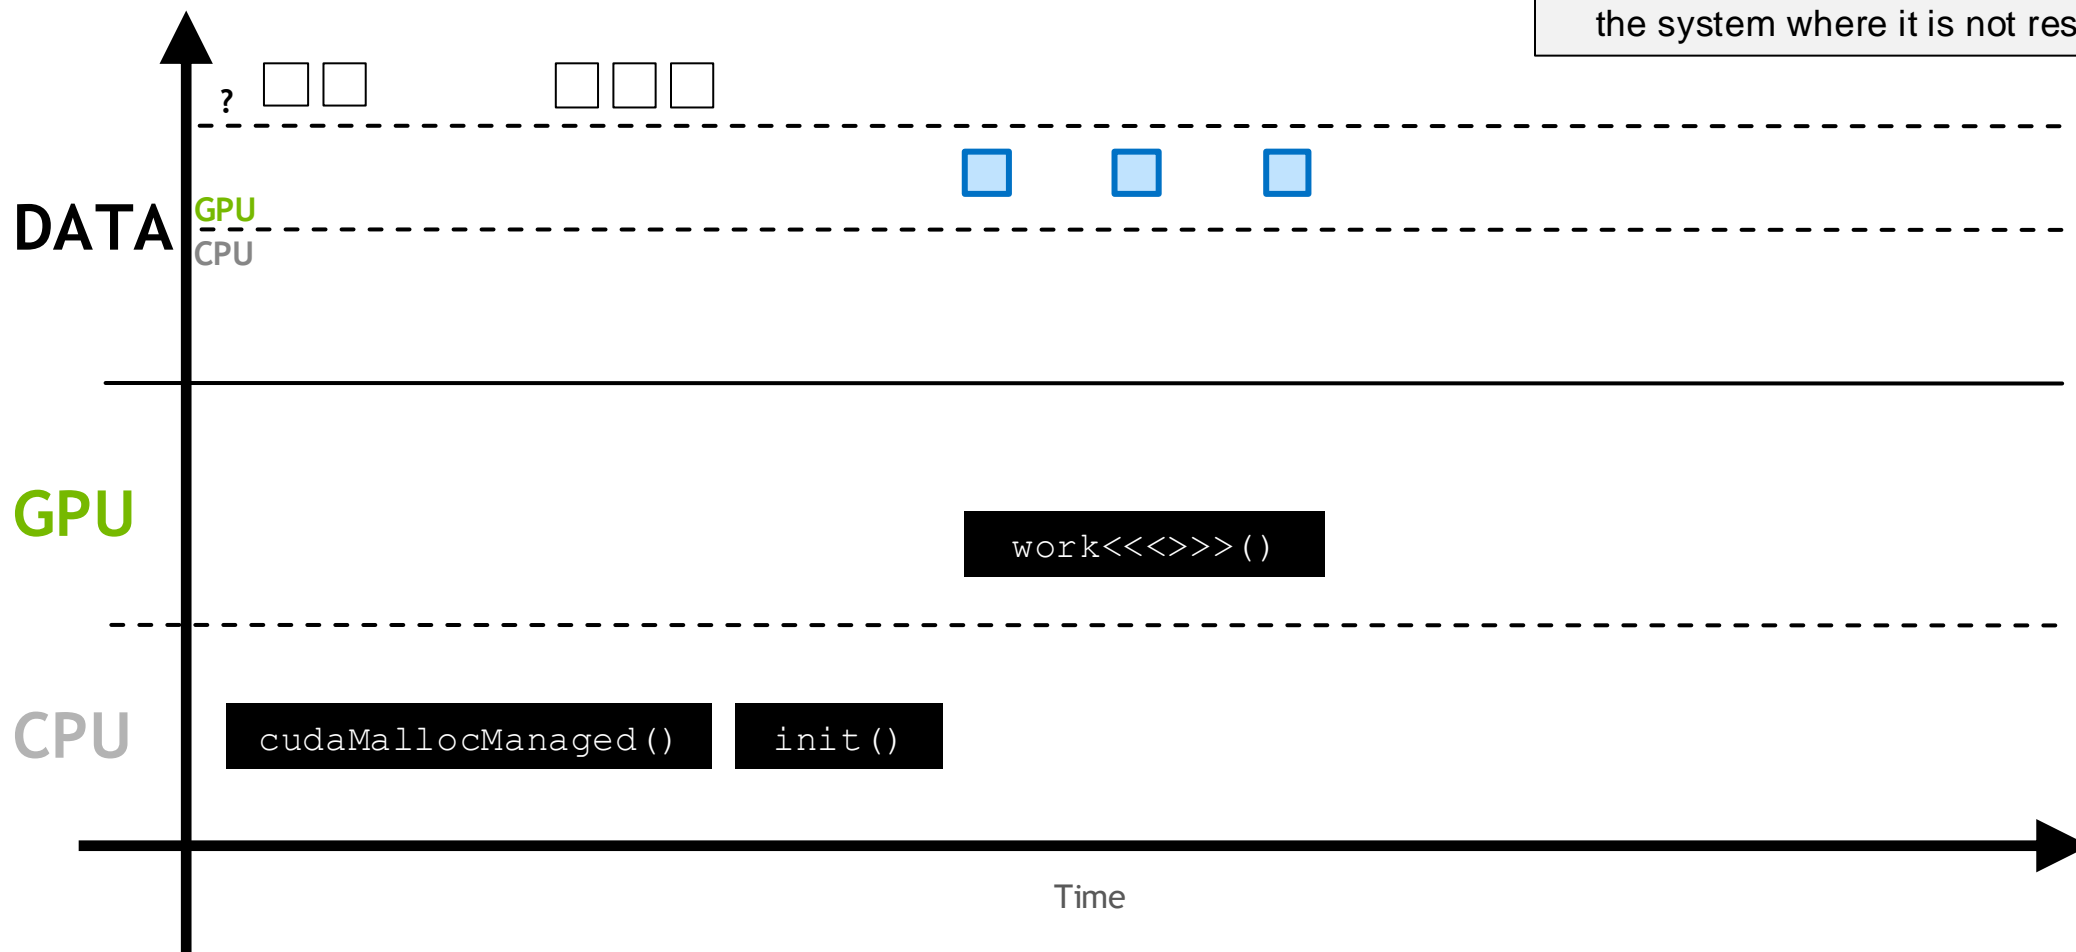 the system where it is not res
?
DATA
GPU
CPU
GPU
work<<<>>>()
CPU
cudaMallocManaged()
init()
Time